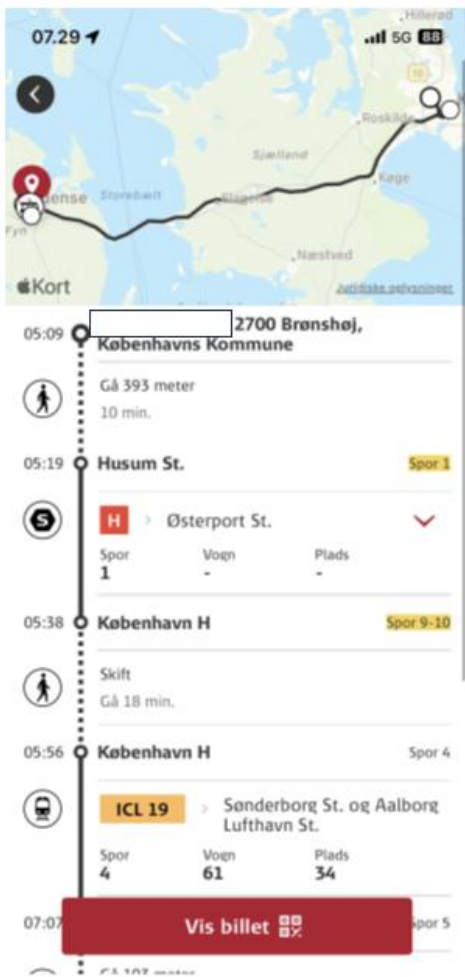 07.29
5G 88
Hillerød
Roskilde
Sjælland
Køge
Storebælt
Slagelse
Fyn
Næstved
Kort
Juridiske oplysninger
05:09 2700 Brønshøj,
Københavns Kommune
Gå 393 meter
10 min.
05:19 Husum St. Spor 1
S
H > Østerport St.
Spor Vogn Plads
1 - -
05:38 København H Spor 9-10
Skift
Gå 18 min.
05:56 København H Spor 4
ICL 19 > Sønderborg St. og Aalborg
Lufthavn St.
Spor Vogn Plads
4 61 34
07:07 Vis billet Spor 5